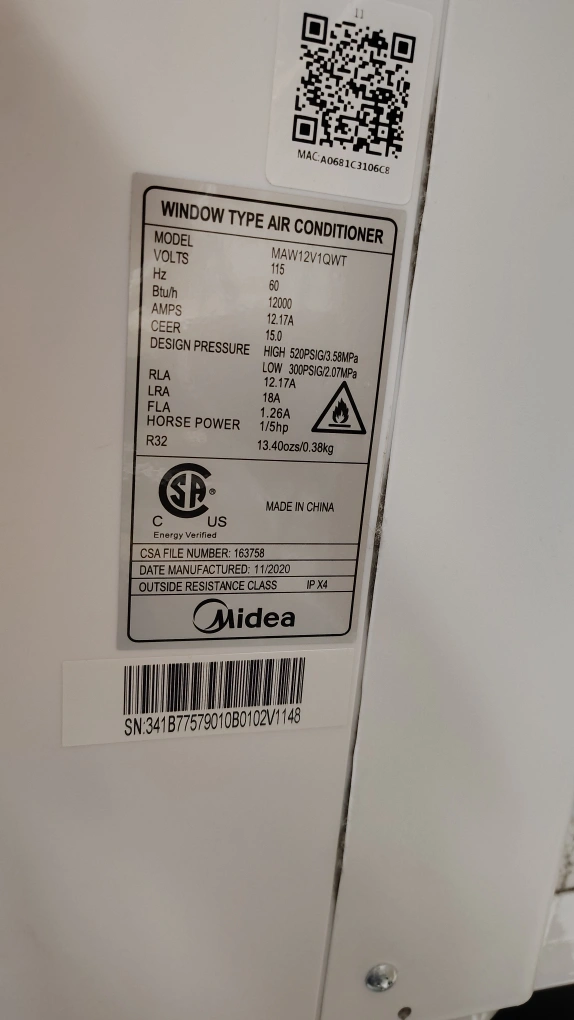 11
MAC:A0681C3106C8
WINDOW TYPE AIR CONDITIONER
MODEL MAW12V1QWT
VOLTS 115
Hz 60
Btu/h 12000
AMPS 12.17A
CEER 15.0
DESIGN PRESSURE HIGH 520PSIG/3.58MPa
LOW 300PSIG/2.07MPa
RLA 12.17A
LRA 18A
FLA 1.26A
HORSE POWER 1/5hp
R32 13.40ozs/0.38kg
SA ®
C US
Energy Verified
MADE IN CHINA
CSA FILE NUMBER: 163758
DATE MANUFACTURED: 11/2020
OUTSIDE RESISTANCE CLASS IP X4
Midea
SN:341B77579010B0102V1148